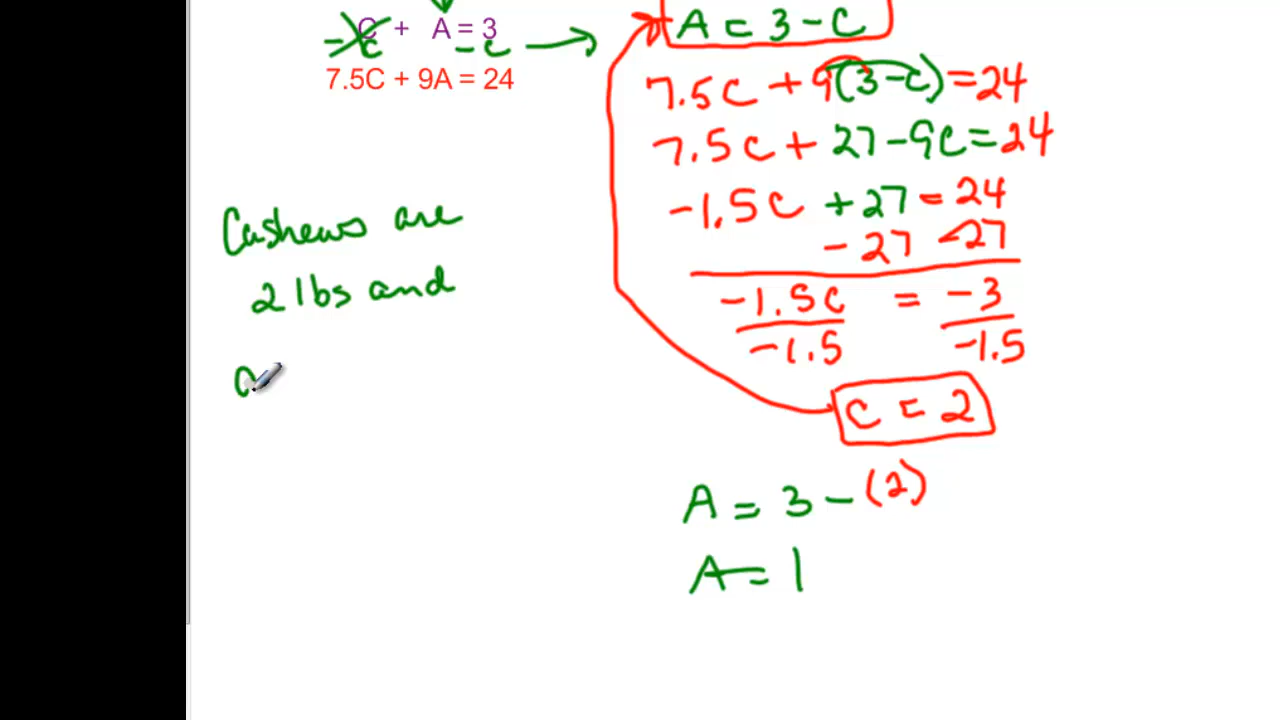 C + A = 3
-C -C
7.5C + 9A = 24
A = 3 - C
7.5C + 9(3-C) = 24
7.5C + 27 - 9C = 24
-1.5C + 27 = 24
- 27 -27
-1.5C = -3
-1.5 -1.5
C = 2
A = 3 - (2)
A = 1
Cashews are
2 lbs and
a